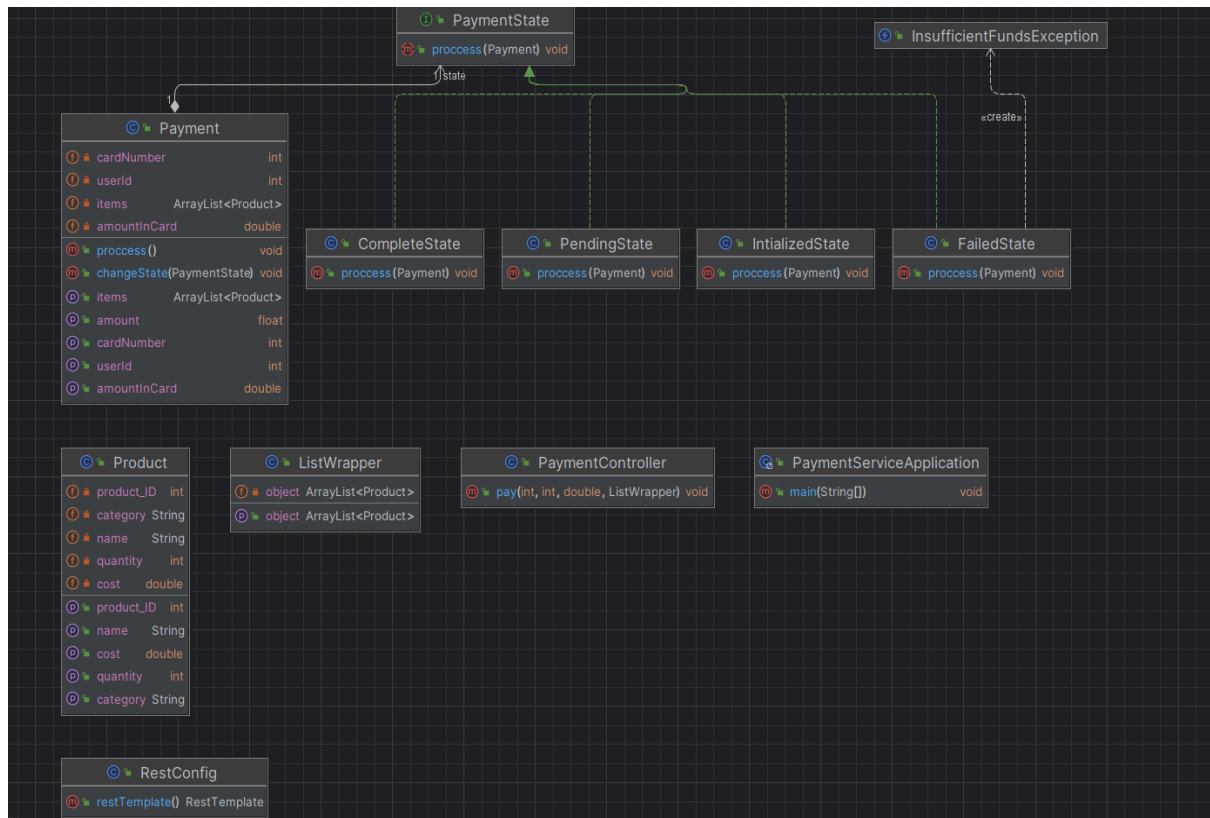 PaymentState
proccess(Payment) void
InsufficientFundsException
1 state
1
«create»
Payment
cardNumber int
userId int
items ArrayList<Product>
amountInCard double
proccess() void
changeState(PaymentState) void
items ArrayList<Product>
amount float
cardNumber int
userId int
amountInCard double
CompleteState
proccess(Payment) void
PendingState
proccess(Payment) void
IntializedState
proccess(Payment) void
FailedState
proccess(Payment) void
Product
product_ID int
category String
name String
quantity int
cost double
product_ID int
name String
cost double
quantity int
category String
ListWrapper
object ArrayList<Product>
object ArrayList<Product>
PaymentController
pay(int, int, double, ListWrapper) void
PaymentServiceApplication
main(String[]) void
RestConfig
restTemplate() RestTemplate